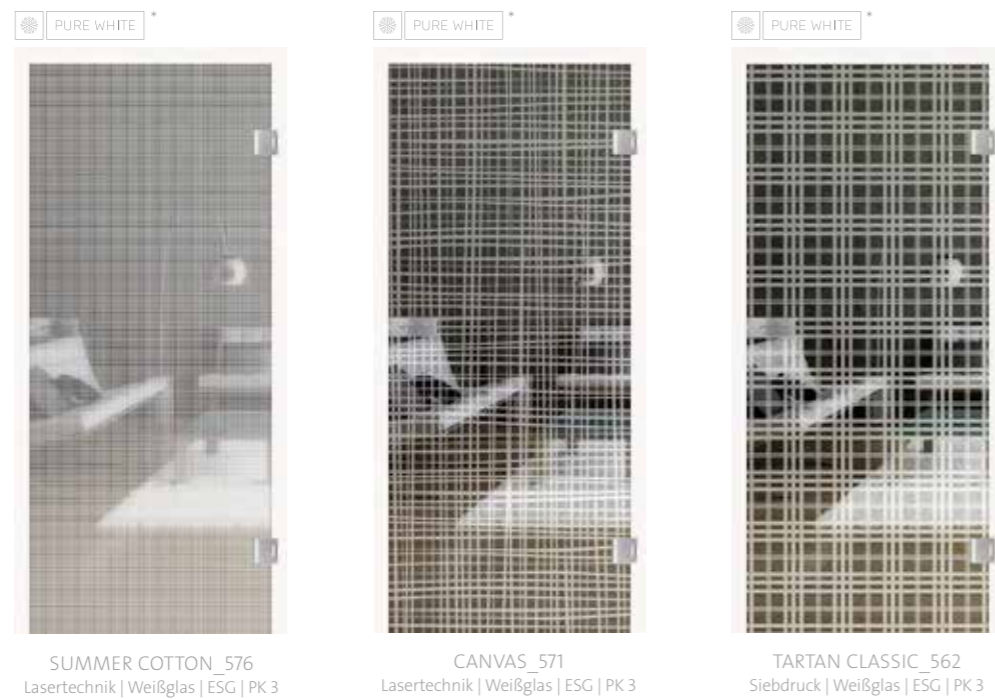 PURE WHITE *
PURE WHITE *
PURE WHITE *
SUMMER COTTON_576
Lasertechnik | Weißglas | ESG | PK 3
CANVAS_571
Lasertechnik | Weißglas | ESG | PK 3
TARTAN CLASSIC_562
Siebdruck | Weißglas | ESG | PK 3